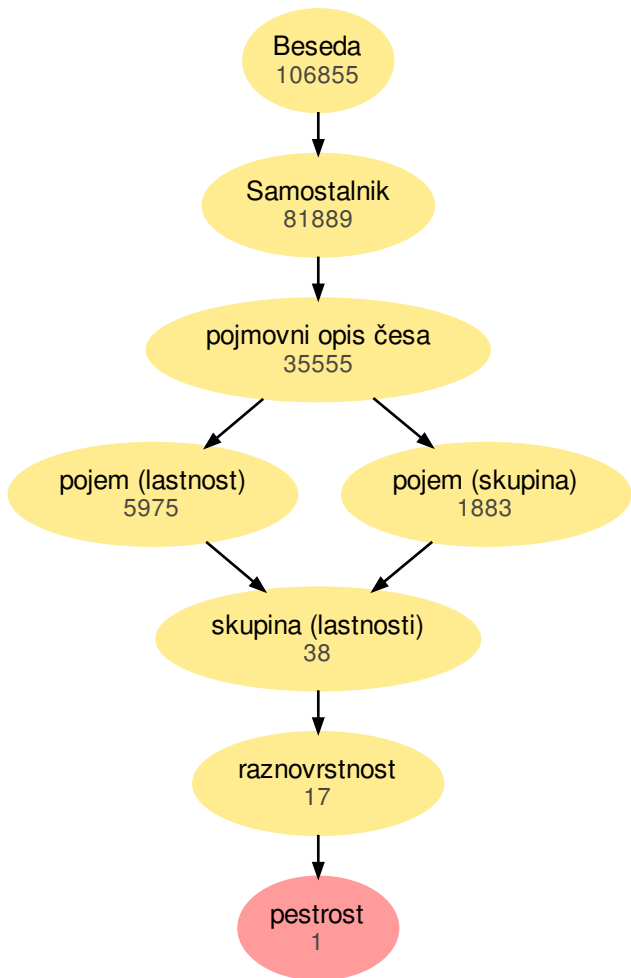 Beseda
106855
Samostalnik
81889
pojmovni opis česa
35555
pojem (lastnost)
5975
pojem (skupina)
1883
skupina (lastnosti)
38
raznovrstnost
17
pestrost
1